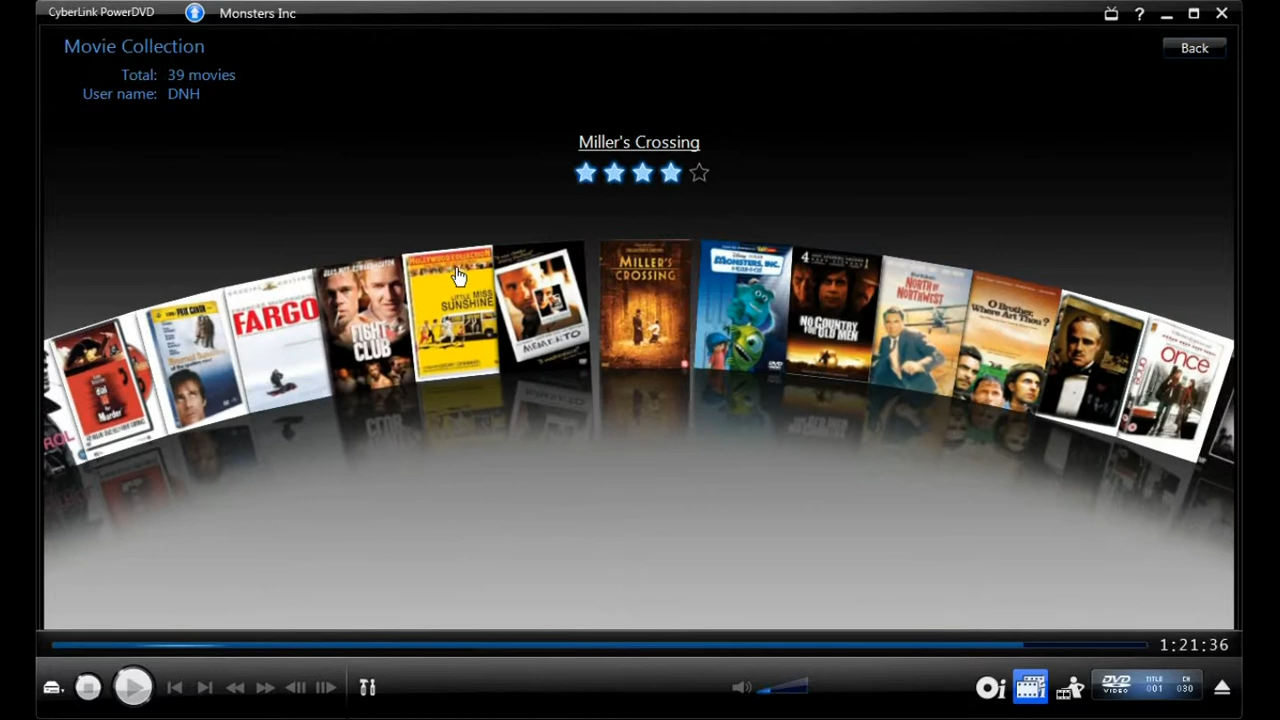 CyberLink PowerDVD
Monsters Inc
?
Movie Collection
Back
Total: 39 movies
User name: DNH
Miller's Crossing
FARGO
FIGHT CLUB
HOLLYWOOD COLLECTION
LITTLE MISS
SUNSHINE
MEMENTO
MILLER'S
CROSSING
MONSTERS, INC.
NO COUNTRY
FOR OLD MEN
NORTH BY
NORTHWEST
O Brother,
Where Art Thou?
once
1:21:36
DVD
VIDEO
TITLE
001
CH
030